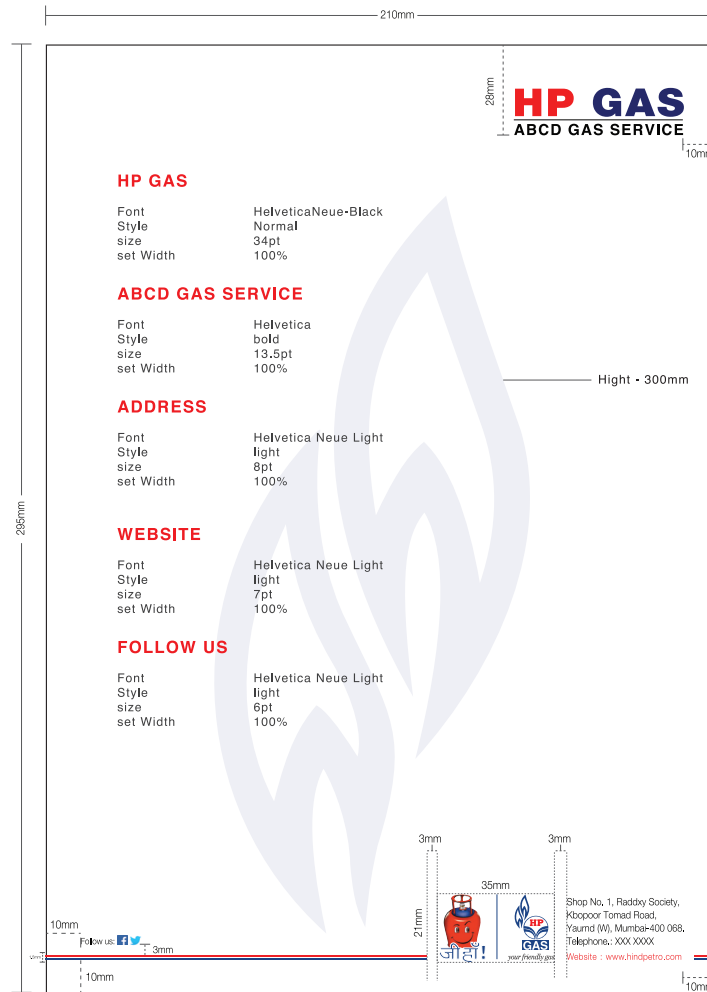 210mm
28mm
HP GAS
ABCD GAS SERVICE
10mm
HP GAS
Font HelveticaNeue-Black
Style Normal
size 34pt
set Width 100%
ABCD GAS SERVICE
Font Helvetica
Style bold
size 13.5pt
set Width 100%
Hight - 300mm
ADDRESS
Font Helvetica Neue Light
Style light
size 8pt
set Width 100%
295mm
WEBSITE
Font Helvetica Neue Light
Style light
size 7pt
set Width 100%
FOLLOW US
Font Helvetica Neue Light
Style light
size 6pt
set Width 100%
3mm 3mm
35mm
21mm
जी हाँ!
HP
GAS
your friendly gas
Shop No, 1, Raddxy Society,
Kbopoor Tomad Road,
Yaurnd (W), Mumbai-400 068.
Telephone.: XXX XXXX
Website : www.hindpetro.com
10mm
Follow us:
3mm
10mm
10mm